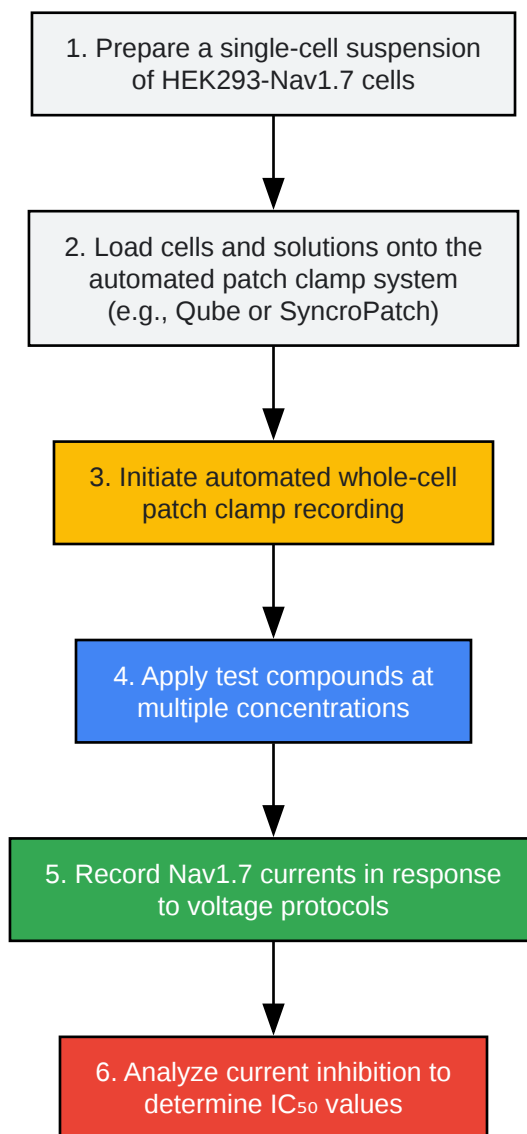 1. Prepare a single-cell suspension
of HEK293-Nav1.7 cells
2. Load cells and solutions onto the
automated patch clamp system
(e.g., Qube or SyncroPatch)
3. Initiate automated whole-cell
patch clamp recording
4. Apply test compounds at
multiple concentrations
5. Record Nav1.7 currents in response
to voltage protocols
6. Analyze current inhibition to
determine IC₅₀ values